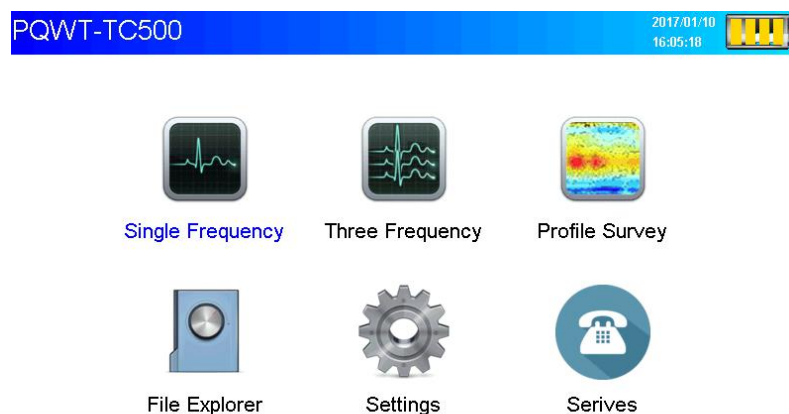 PQWT-TC500
2017/01/10
16:05:18
Single Frequency
Three Frequency
Profile Survey
File Explorer
Settings
Serives